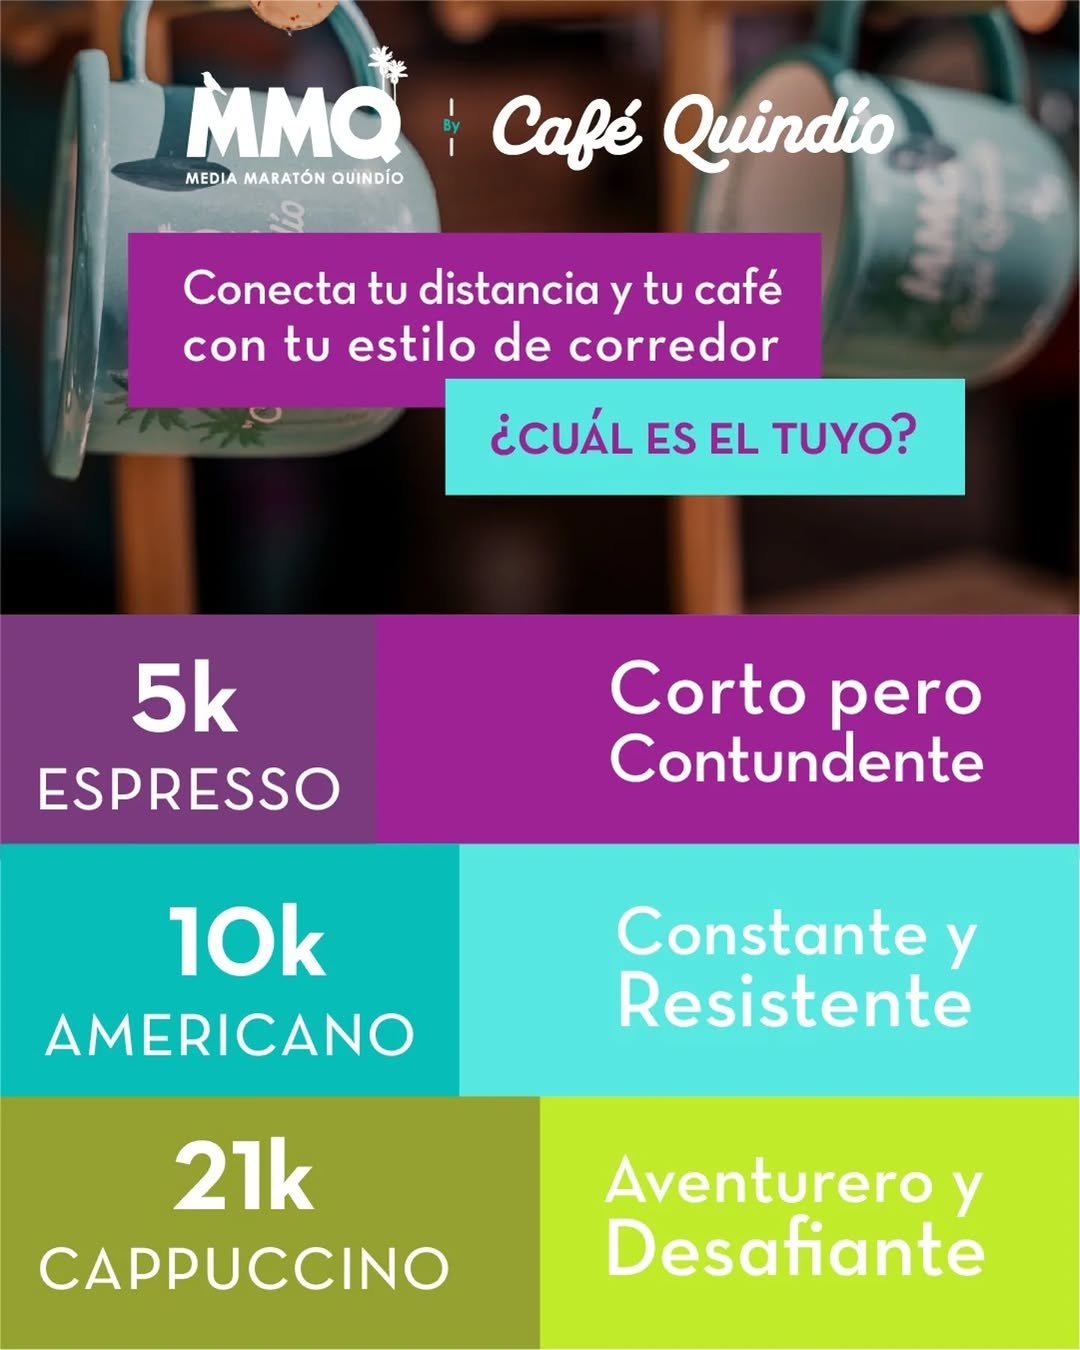 MMQ
MEDIA MARATÓN QUINDÍO
By
Café Quindío
Conecta tu distancia y tu café
con tu estilo de corredor
¿CUÁL ES EL TUYO?
5k
ESPRESSO
Corto pero
Contundente
10k
AMERICANO
Constante y
Resistente
21k
CAPPUCCINO
Aventurero y
Desafiante